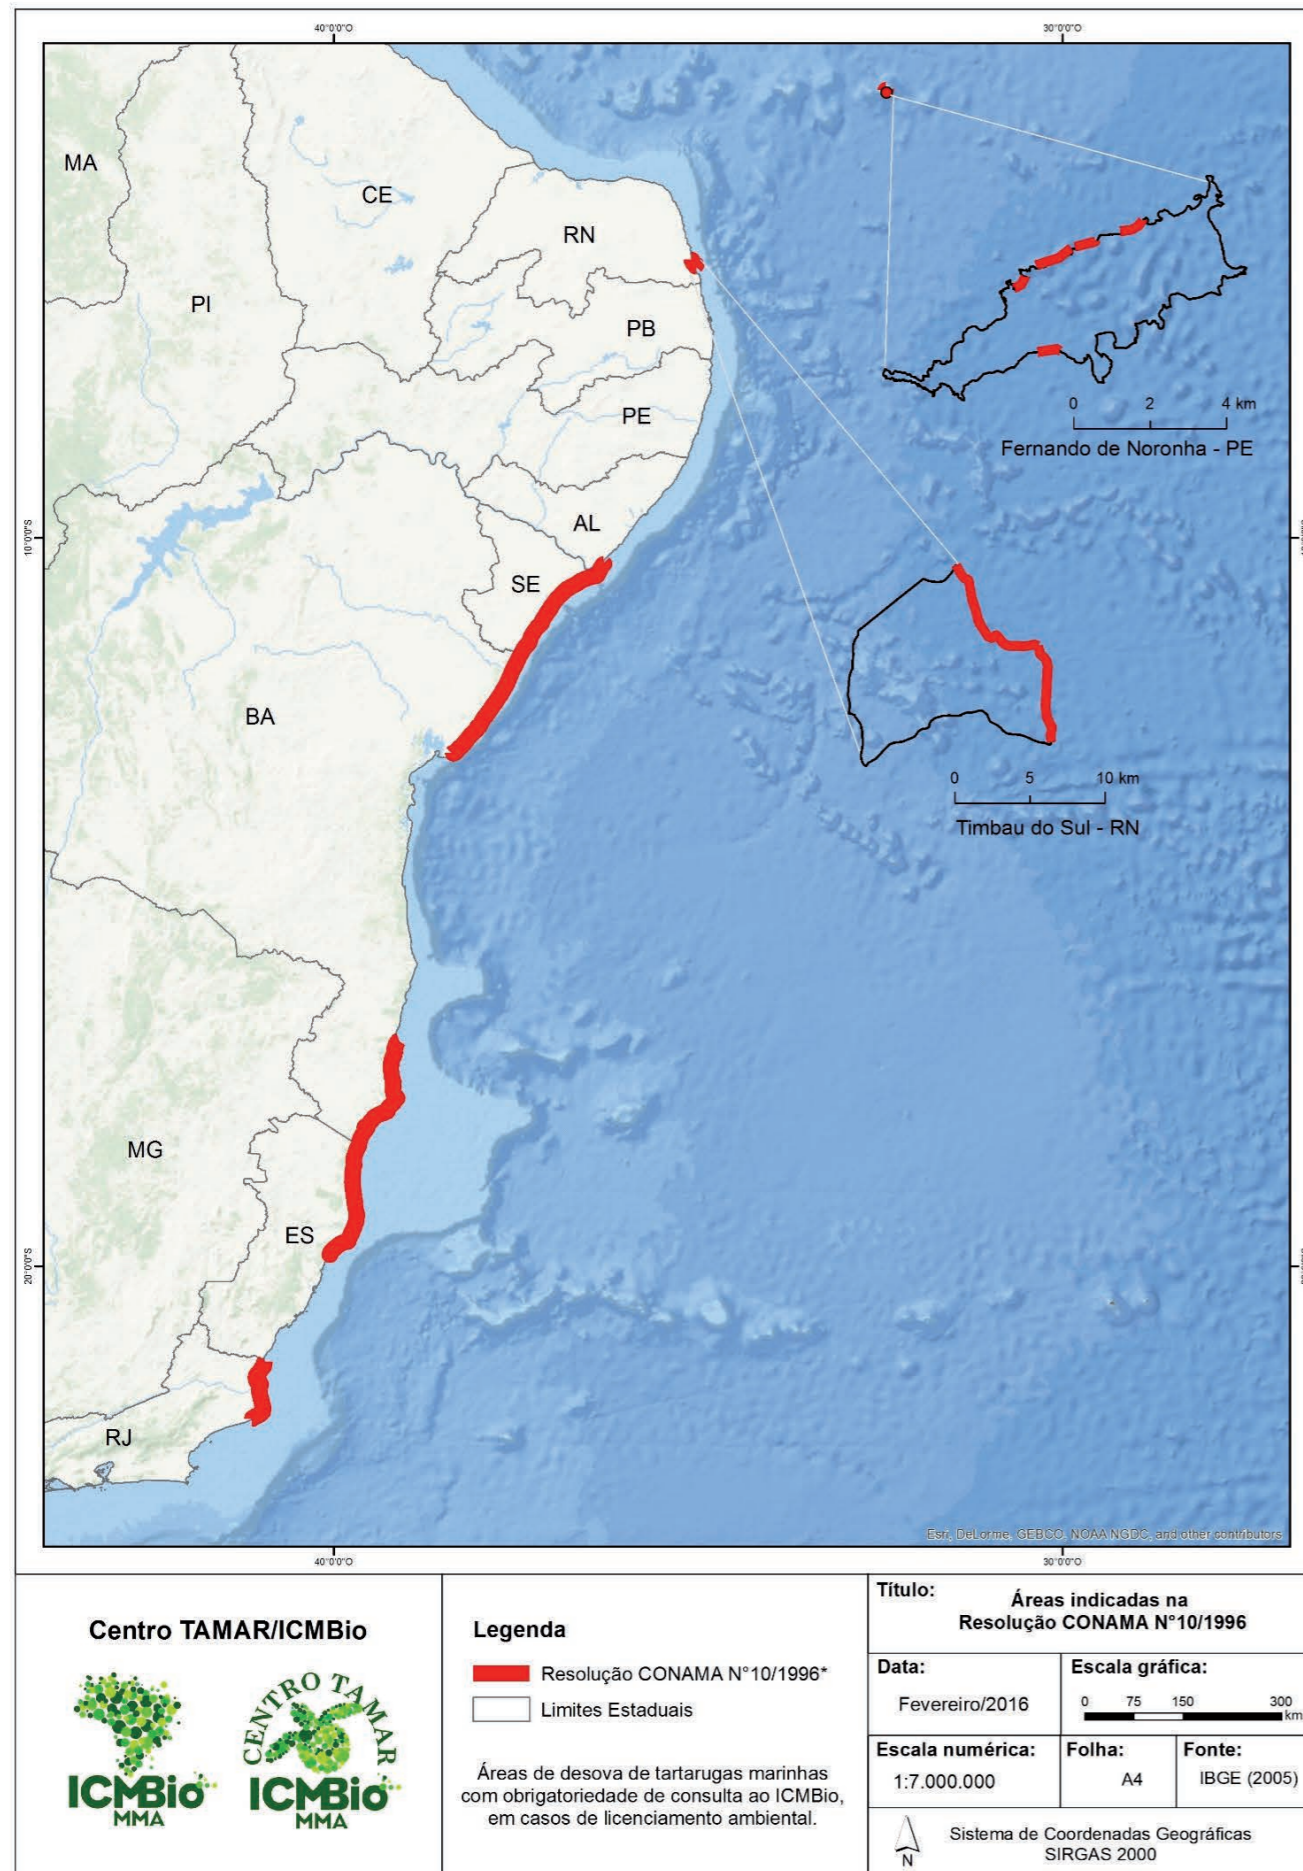 40°0'0"O
30°0'0"O
MA
CE
RN
PI
PB
PE
0 2 4 km
Fernando de Noronha - PE
10°0'0"S
AL
SE
BA
0 5 10 km
Timbau do Sul - RN
MG
ES
20°0'0"S
RJ
Esri, DeLorme, GEBCO, NOAA NGDC, and other contributors
40°0'0"O
30°0'0"O
Centro TAMAR/ICMBio
ICMBio
MMA
CENTRO TAMAR
ICMBio
MMA
Legenda
Resolução CONAMA N°10/1996*
Limites Estaduais
Áreas de desova de tartarugas marinhas
com obrigatoriedade de consulta ao ICMBio,
em casos de licenciamento ambiental.
Título:
Áreas indicadas na
Resolução CONAMA N°10/1996
Data:
Fevereiro/2016
Escala gráfica:
0 75 150 300
km
Escala numérica:
1:7.000.000
Folha:
A4
Fonte:
IBGE (2005)
N
Sistema de Coordenadas Geográficas
SIRGAS 2000